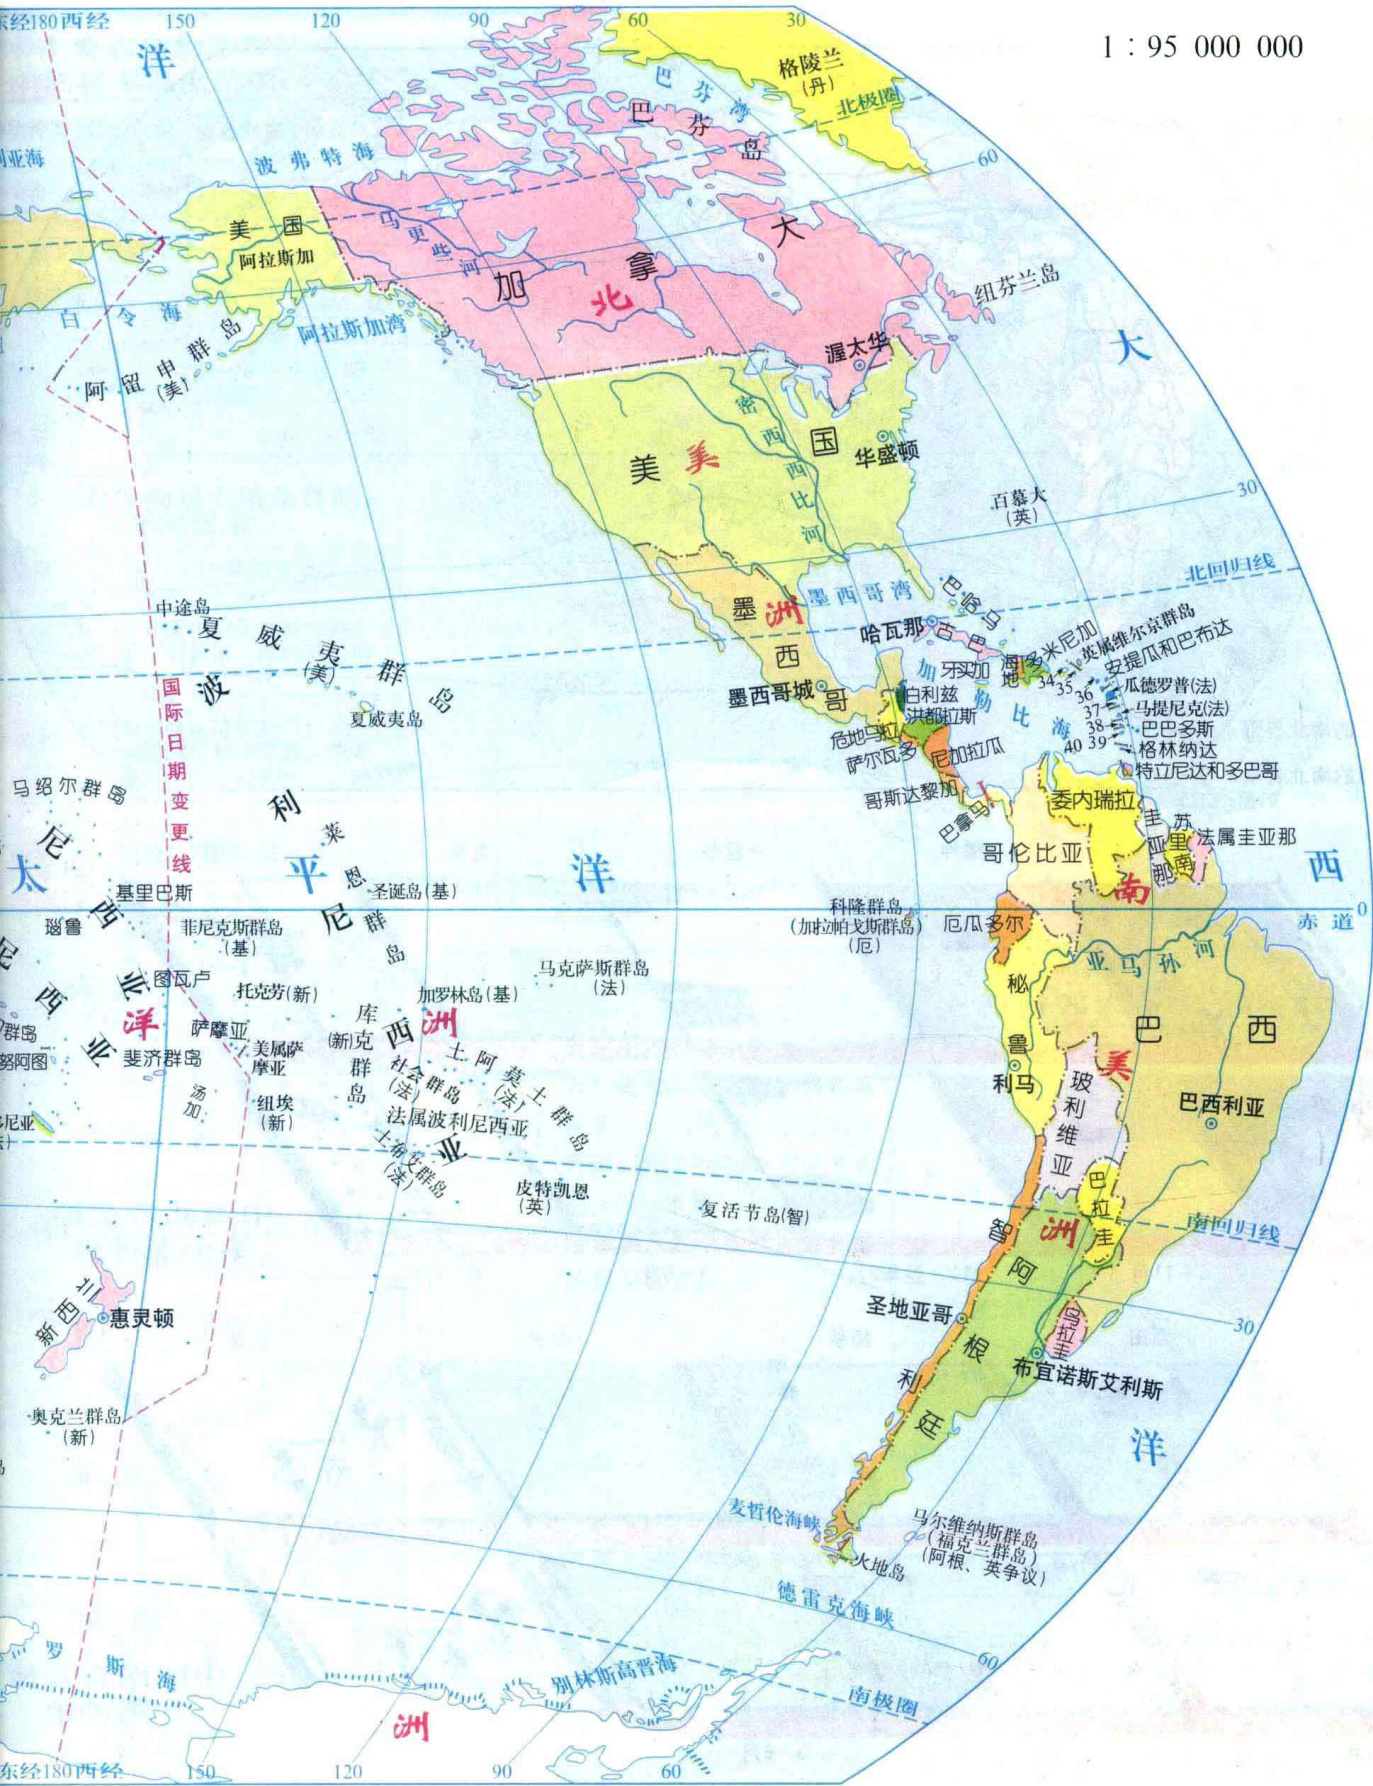 东经180西经
150
120
90
60
30
1：95 000 000
洋
格陵兰
(丹)
北极圈
巴芬湾
巴芬岛
60
波弗特海
美国
阿拉斯加
马更些河
加拿大
北
纽芬兰岛
白令海
阿拉斯加湾
阿留申群岛
(美)
渥太华
大
美
国
美
密西西比河
华盛顿
百慕大
(英)
30
北回归线
墨西哥湾
巴哈马
中途岛
夏威夷群岛
(美)
夏威夷岛
国际日期变更线
墨西哥
洲
墨西哥城
哈瓦那
古巴
牙买加
海地
多米尼加
英属维尔京群岛
安提瓜和巴布达
瓜德罗普(法)
马提尼克(法)
巴巴多斯
格林纳达
特立尼达和多巴哥
34
35
36
37
38
39
40
加勒比海
伯利兹
洪都拉斯
危地马拉
萨尔瓦多
尼加拉瓜
哥斯达黎加
巴拿马
委内瑞拉
圭亚那
苏里南
法属圭亚那
哥伦比亚
南
马绍尔群岛
波利尼西亚
莱恩群岛
太
平
洋
西
基里巴斯
圣诞岛(基)
瑙鲁
菲尼克斯群岛
(基)
科隆群岛
(加拉帕戈斯群岛)
(厄)
厄瓜多尔
0
赤道
尼
西
亚
尼
西
亚
图瓦卢
托克劳(新)
加罗林岛(基)
马克萨斯群岛
(法)
亚马孙河
秘鲁
巴西
洋
洲
萨摩亚
美属萨
摩亚
库克群岛
(新)
斐济群岛
汤加
纽埃
(新)
社会群岛
(法)
土阿莫土群岛
(法)
法属波利尼西亚
土布艾群岛
(法)
皮特凯恩
(英)
复活节岛(智)
利马
美
玻利维亚
巴西利亚
巴拉圭
南回归线
洲
智利
阿根廷
圣地亚哥
乌拉圭
30
布宜诺斯艾利斯
新西兰
惠灵顿
奥克兰群岛
(新)
洋
麦哲伦海峡
马尔维纳斯群岛
(福克兰群岛)
(阿根、英争议)
火地岛
德雷克海峡
60
罗斯海
别林斯高晋海
南极圈
洲
东经180西经
150
120
90
60